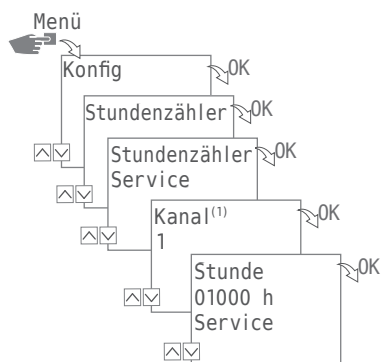 Menü
Konfig
OK
Stundenzähler
OK
Stundenzähler
Service
OK
Kanal(1)
1
OK
Stunde
01000 h
Service
OK